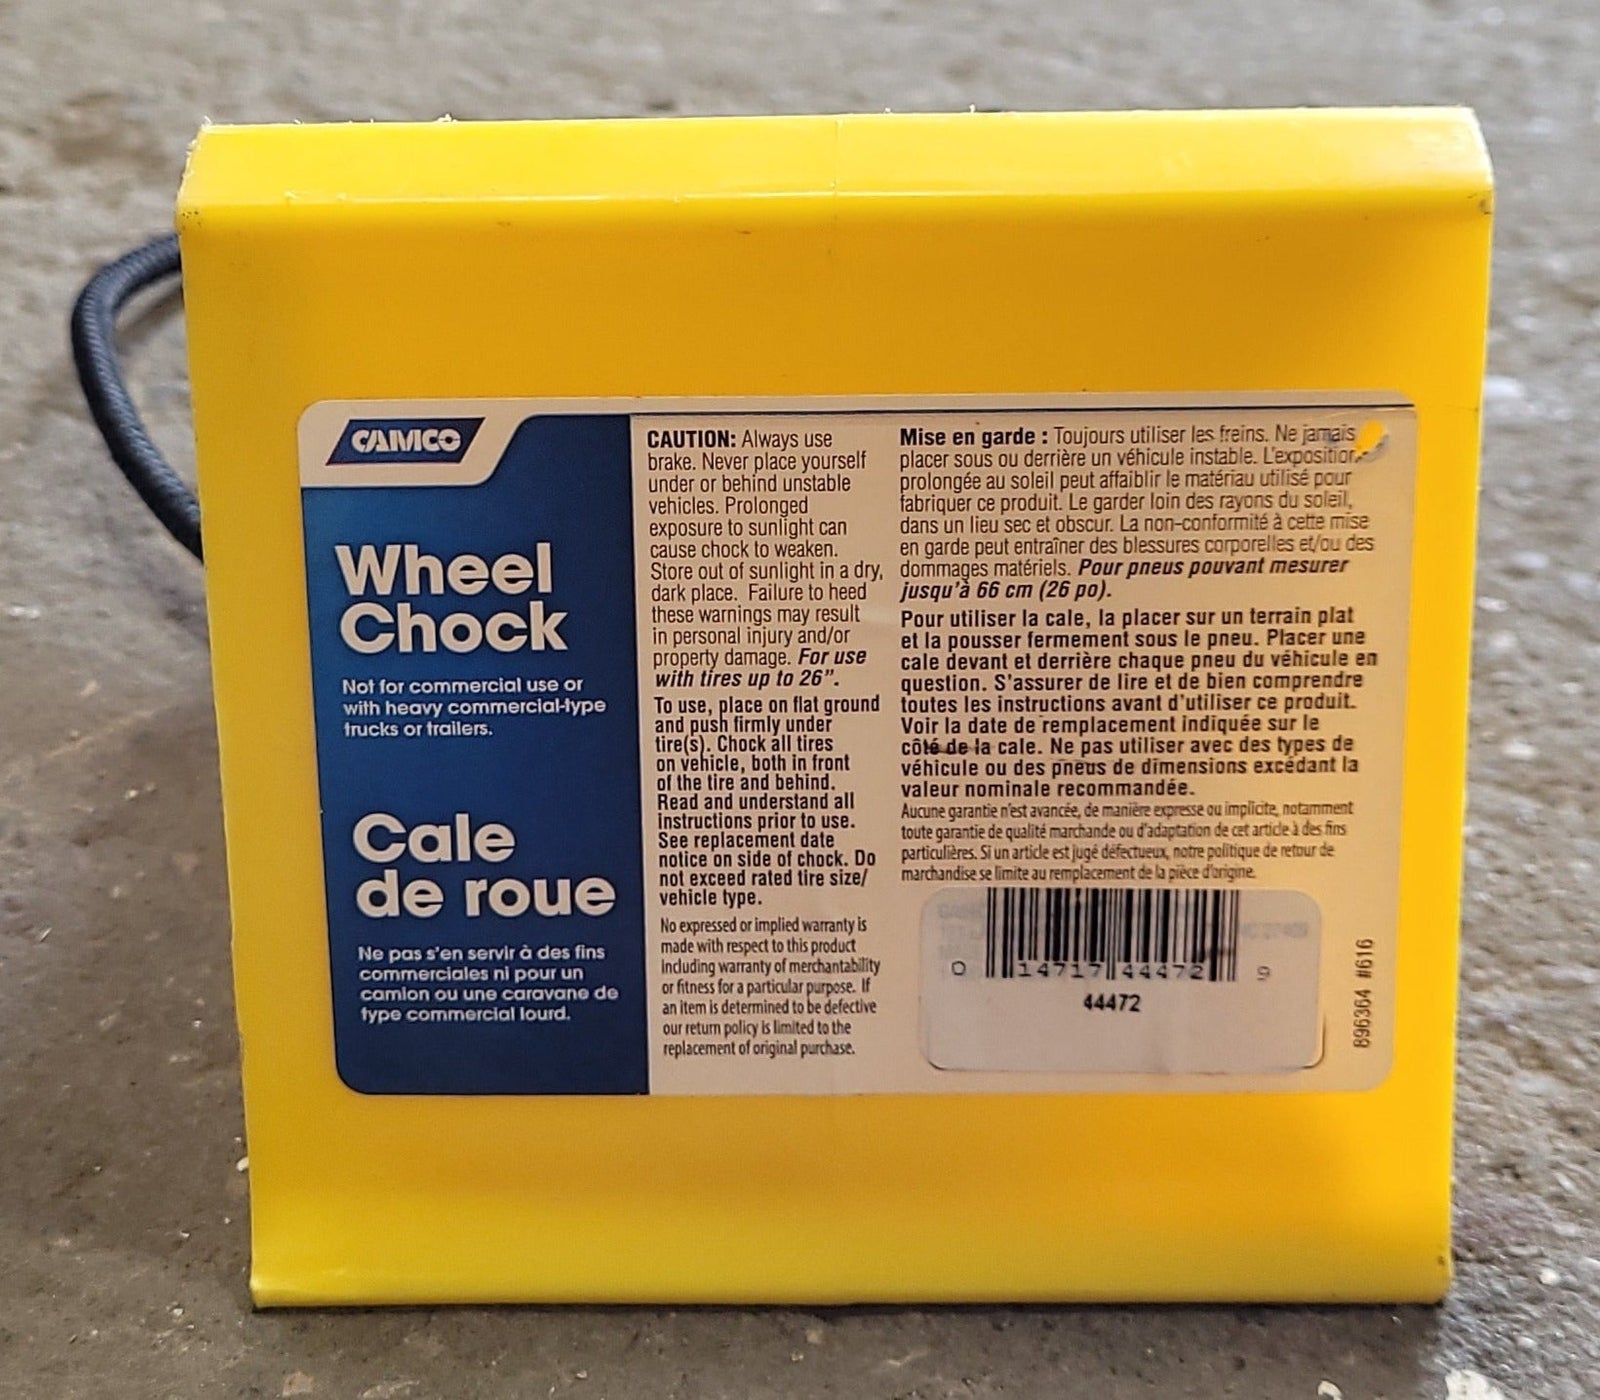 CAMCO
Wheel
Chock
Not for commercial use or
with heavy commercial-type
trucks or trailers.
Cale
de roue
Ne pas s'en servir à des fins
commerciales ni pour un
camion ou une caravane de
type commercial lourd.
CAUTION: Always use
brake. Never place yourself
under or behind unstable
vehicles. Prolonged
exposure to sunlight can
cause chock to weaken.
Store out of sunlight in a dry,
dark place. Failure to heed
these warnings may result
in personal injury and/or
property damage. For use
with tires up to 26”.
To use, place on flat ground
and push firmly under
tire(s). Chock all tires
on vehicle, both in front
of the tire and behind.
Read and understand all
instructions prior to use.
See replacement date
notice on side of chock. Do
not exceed rated tire size/
vehicle type.
No expressed or implied warranty is
made with respect to this product
including warranty of merchantability
or fitness for a particular purpose. If
an item is determined to be defective
our return policy is limited to the
replacement of original purchase.
Mise en garde : Toujours utiliser les freins. Ne jamais
placer sous ou derrière un véhicule instable. L'exposition
prolongée au soleil peut affaiblir le matériau utilisé pour
fabriquer ce produit. Le garder loin des rayons du soleil,
dans un lieu sec et obscur. La non-conformité à cette mise
en garde peut entraîner des blessures corporelles et/ou des
dommages matériels. Pour pneus pouvant mesurer
jusqu'à 66 cm (26 po).
Pour utiliser la cale, la placer sur un terrain plat
et la pousser fermement sous le pneu. Placer une
cale devant et derrière chaque pneu du véhicule en
question. S'assurer de lire et de bien comprendre
toutes les instructions avant d'utiliser ce produit.
Voir la date de remplacement indiquée sur le
côté de la cale. Ne pas utiliser avec des types de
véhicule ou des pneus de dimensions excédant la
valeur nominale recommandée.
Aucune garantie n'est avancée, de manière expresse ou implicite, notamment
toute garantie de qualité marchande ou d'adaptation de cet article à des fins
particulières. Si un article est jugé défectueux, notre politique de retour de
marchandise se limite au remplacement de la pièce d'origine.
0 14717 44472 9
44472
896364 #616